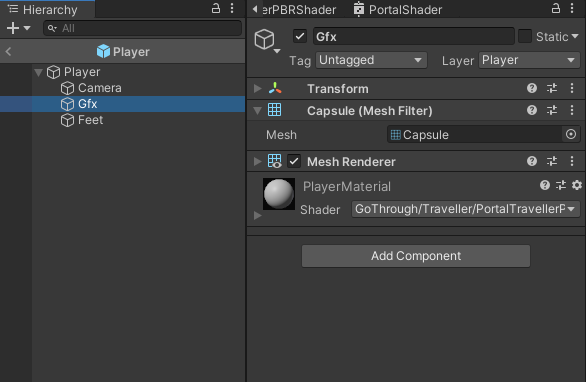 Hierarchy
All
Player
Player
Camera
Gfx
Feet
erPBRShader
PortalShader
Gfx
Static
Tag Untagged Layer Player
Transform
Capsule (Mesh Filter)
Mesh Capsule
Mesh Renderer
PlayerMaterial
Shader GoThrough/Traveller/PortalTravellerP
Add Component